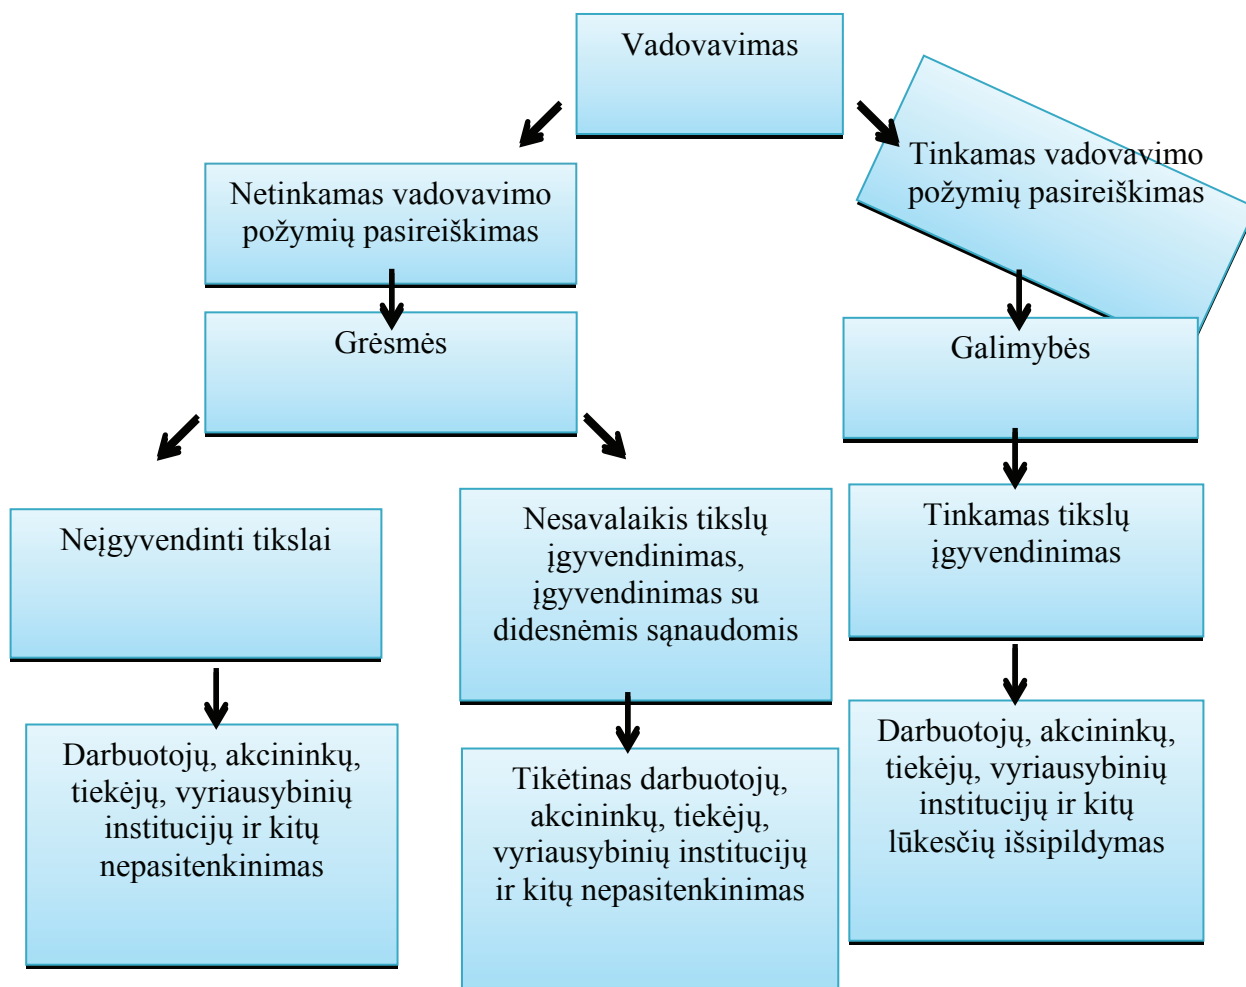 Vadovavimas
Netinkamas vadovavimo
požymių pasireiškimas
Tinkamas vadovavimo
požymių pasireiškimas
Grėsmės
Galimybės
Neįgyvendinti tikslai
Nesavalaikis tikslų
įgyvendinimas,
įgyvendinimas su
didesnėmis sąnaudomis
Tinkamas tikslų
įgyvendinimas
Darbuotojų, akcininkų,
tiekėjų, vyriausybinių
institucijų ir kitų
nepasitenkinimas
Tikėtinas darbuotojų,
akcininkų, tiekėjų,
vyriausybinių institucijų
ir kitų nepasitenkinimas
Darbuotojų, akcininkų,
tiekėjų, vyriausybinių
institucijų ir kitų
lūkesčių išsipildymas